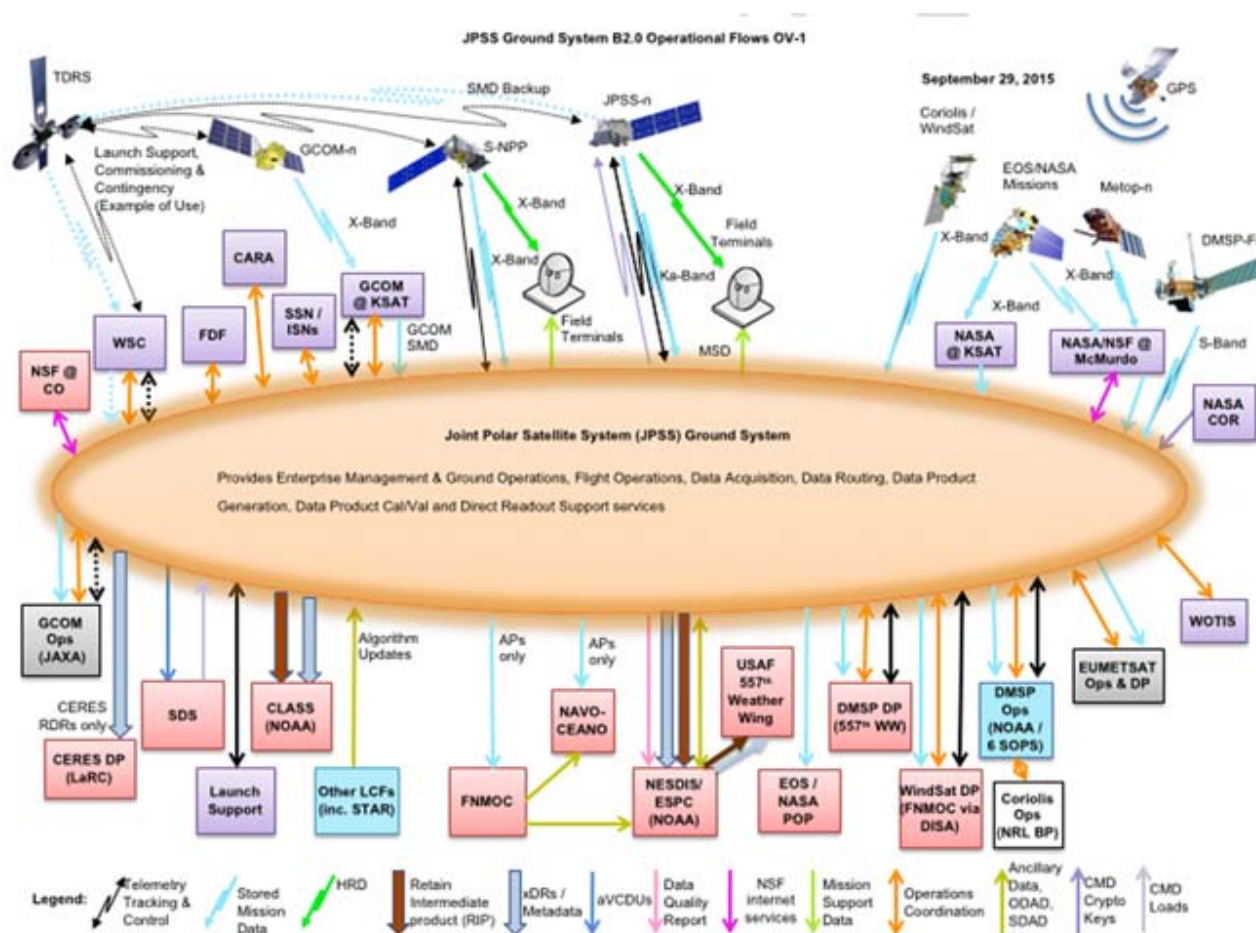 JPSS Ground System B2.0 Operational Flows OV-1
September 29, 2015
TDRS
SMD Backup
JPSS-n
GPS
Coriolis /
WindSat
Launch Support,
Commissioning &
Contingency
(Example of Use)
GCOM-n
S-NPP
EOS/NASA
Missions
Metop-n
DMSP-F
X-Band
X-Band
X-Band
X-Band
Field
Terminals
Ka-Band
X-Band
X-Band
X-Band
S-Band
CARA
GCOM
@ KSAT
SSN /
ISNs
FDF
WSC
NSF @
CO
GCOM
SMD
Field
Terminals
MSD
NASA
@ KSAT
NASA/NSF @
McMurdo
NASA
COR
Joint Polar Satellite System (JPSS) Ground System
Provides Enterprise Management & Ground Operations, Flight Operations, Data Acquisition, Data Routing, Data Product
Generation, Data Product Cal/Val and Direct Readout Support services
GCOM
Ops
(JAXA)
CERES
RDRs only
CERES DP
(LaRC)
SDS
Launch
Support
CLASS
(NOAA)
Algorithm
Updates
Other LCFs
(inc. STAR)
APs
only
FNMOC
APs
only
NAVO-
CEANO
NESDIS/
ESPC
(NOAA)
USAF
557th
Weather
Wing
EOS /
NASA
POP
DMSP DP
(557th WW)
WindSat DP
(FNMOC via
DISA)
DMSP
Ops
(NOAA /
6 SOPS)
Coriolis
Ops
(NRL BP)
EUMETSAT
Ops & DP
WOTIS
Legend:
Telemetry
Tracking &
Control
Stored
Mission
Data
HRD
Retain
Intermediate
product (RIP)
xDRs /
Metadata
aVCDUs
Data
Quality
Report
NSF
internet
services
Mission
Support
Data
Operations
Coordination
Ancillary
Data,
ODAD,
SDAD
CMD
Crypto
Keys
CMD
Loads